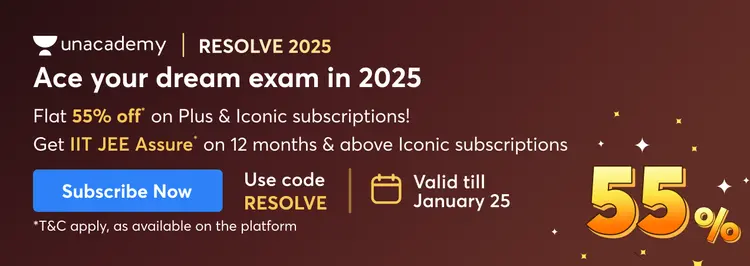 unacademy | RESOLVE 2025
Ace your dream exam in 2025
Flat 55% off* on Plus & Iconic subscriptions!
Get IIT JEE Assure* on 12 months & above Iconic subscriptions
Subscribe Now
Use code
RESOLVE
Valid till
January 25
*T&C apply, as available on the platform
55%